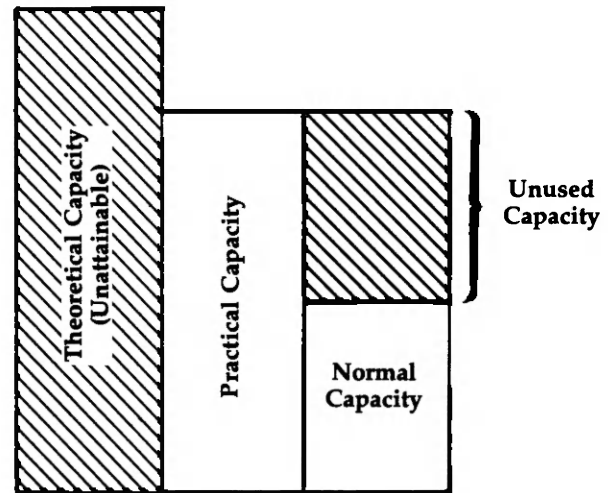 Theoretical Capacity
(Unattainable)
Practical Capacity
Normal
Capacity
Unused
Capacity